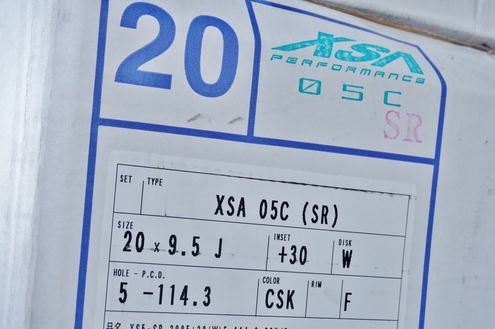 20
XSA
PERFORMANCE
05C
SR
SET TYPE
XSA 05C (SR)
SIZE INSET DISK
20 x 9.5 J +30 W
HOLE - P.C.D. COLOR RIM
5 -114.3 CSK F